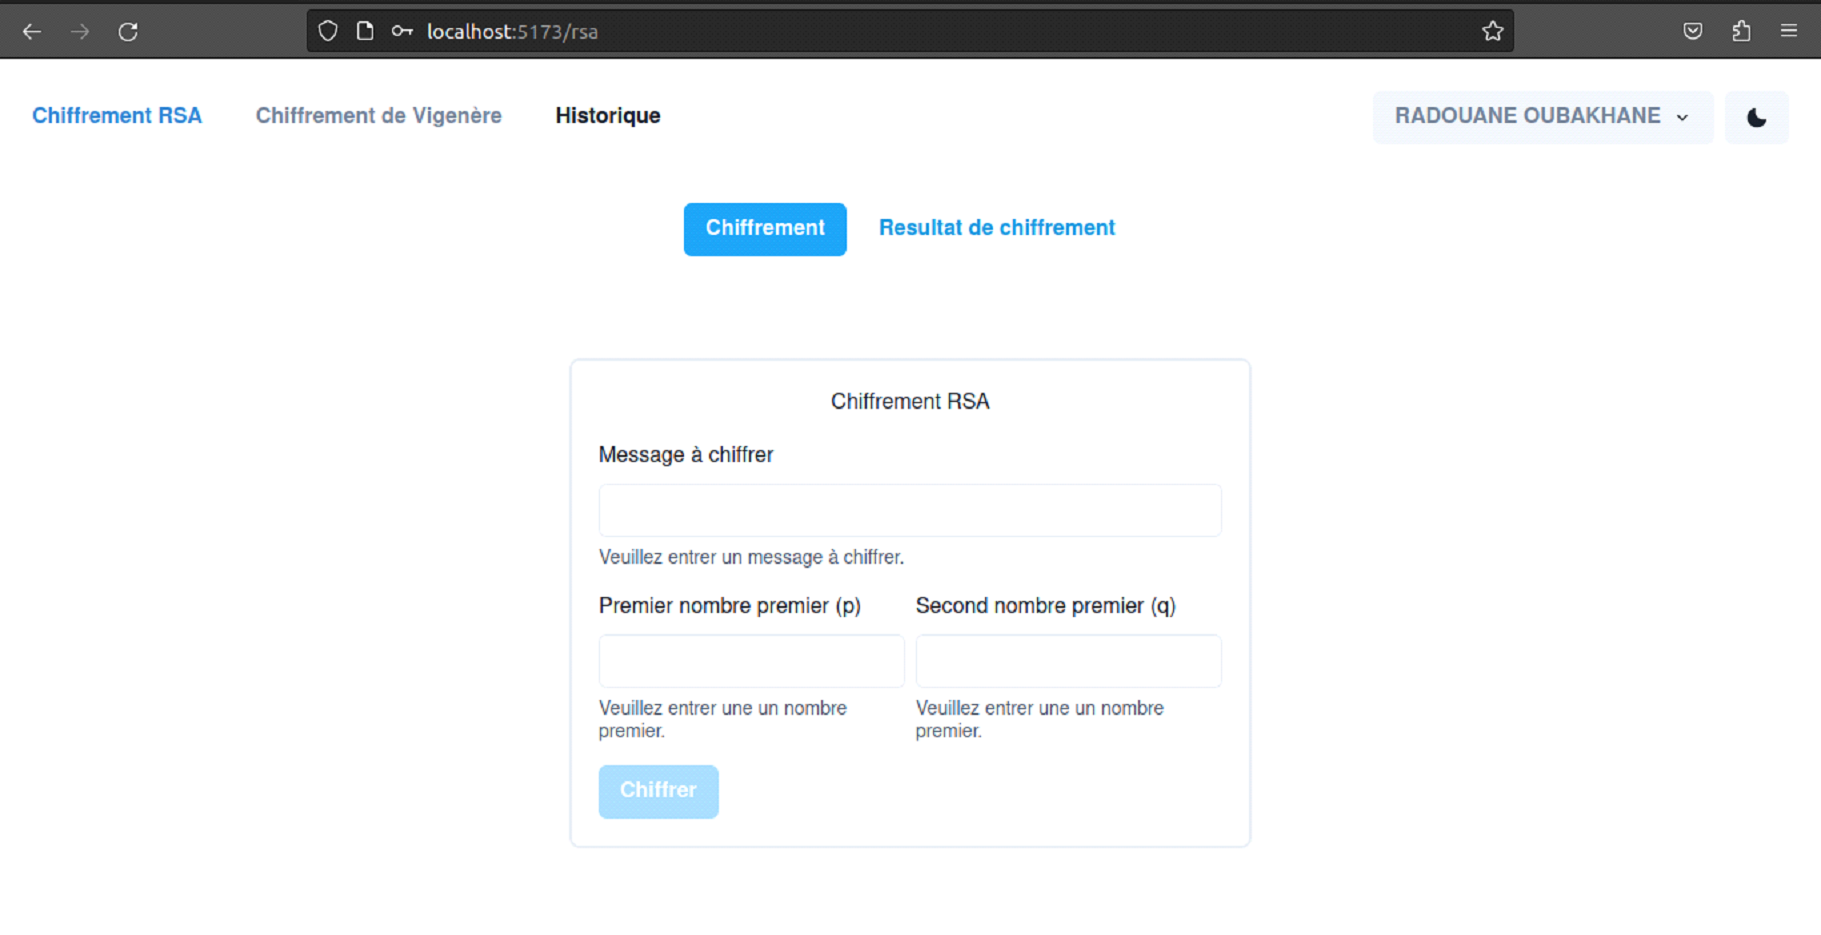 localhost:5173/rsa
Chiffrement RSA Chiffrement de Vigenère Historique RADOUANE OUBAKHANE
Chiffrement Resultat de chiffrement
Chiffrement RSA
Message à chiffrer
Veuillez entrer un message à chiffrer.
Premier nombre premier (p) Second nombre premier (q)
Veuillez entrer une un nombre premier. Veuillez entrer une un nombre premier.
Chiffrer